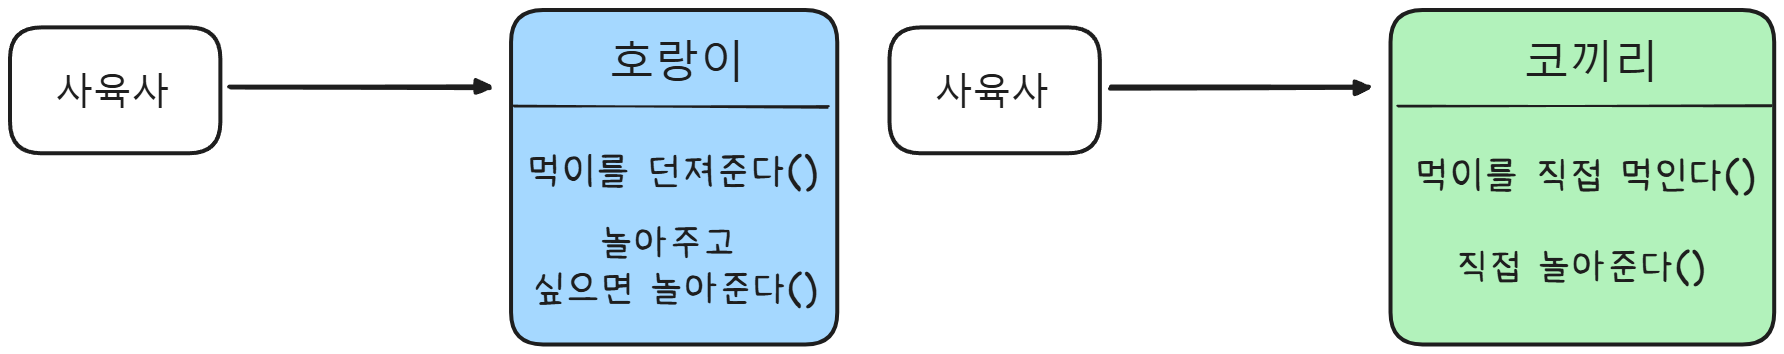 사육사
호랑이
먹이를 던져준다()
놀아주고
싶으면 놀아준다()
사육사
코끼리
먹이를 직접 먹인다()
직접 놀아준다()